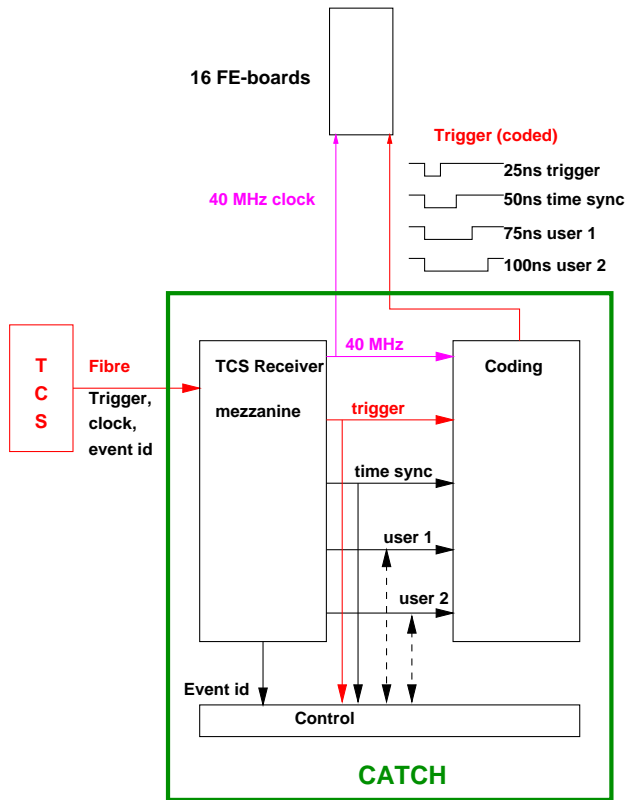 16 FE-boards
Trigger (coded)
25ns trigger
50ns time sync
75ns user 1
100ns user 2
40 MHz clock
T
C
S
Fibre
Trigger,
clock,
event id
TCS Receiver
mezzanine
40 MHz
trigger
time sync
user 1
user 2
Coding
Event id
Control
CATCH